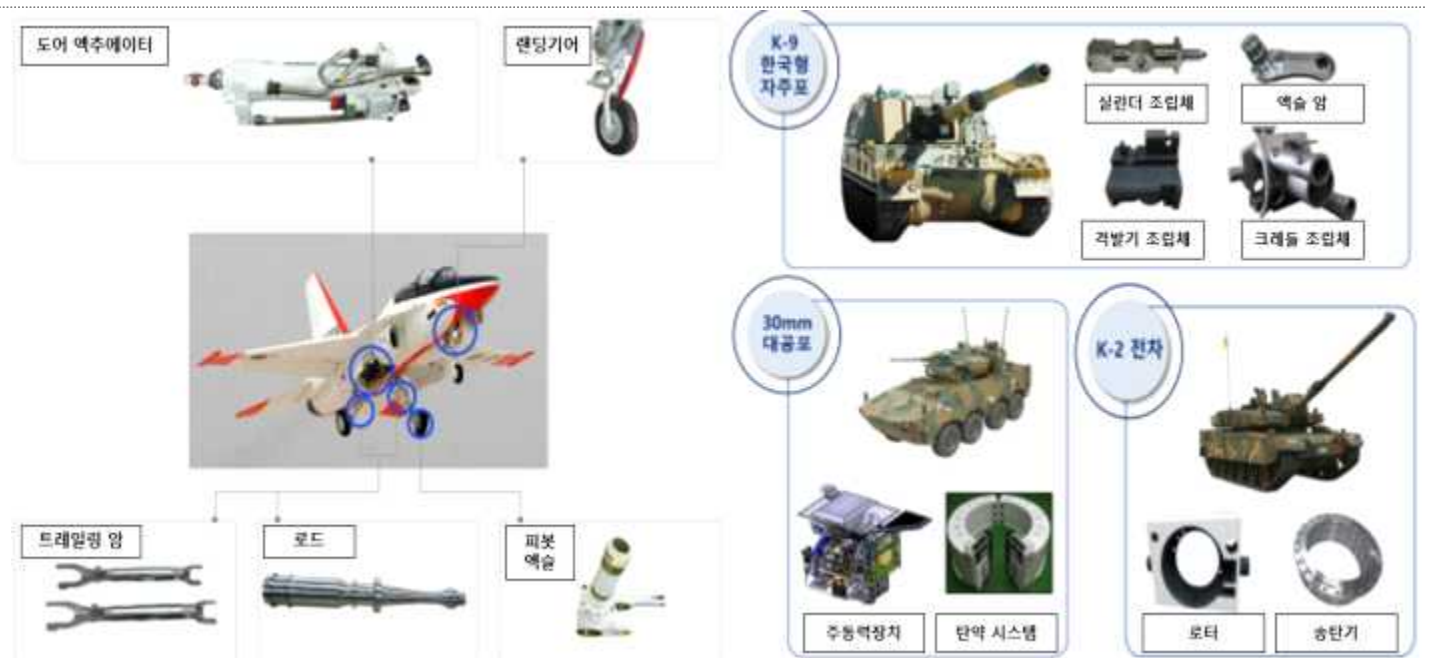 도어 액추에이터
랜딩기어
트레일링 암
로드
피봇
액슬
K-9
한국형
자주포
실린더 조립체
액슬 암
격발기 조립체
크레들 조립체
30mm
대공포
주동력장치
탄약 시스템
K-2 전차
로터
송탄기